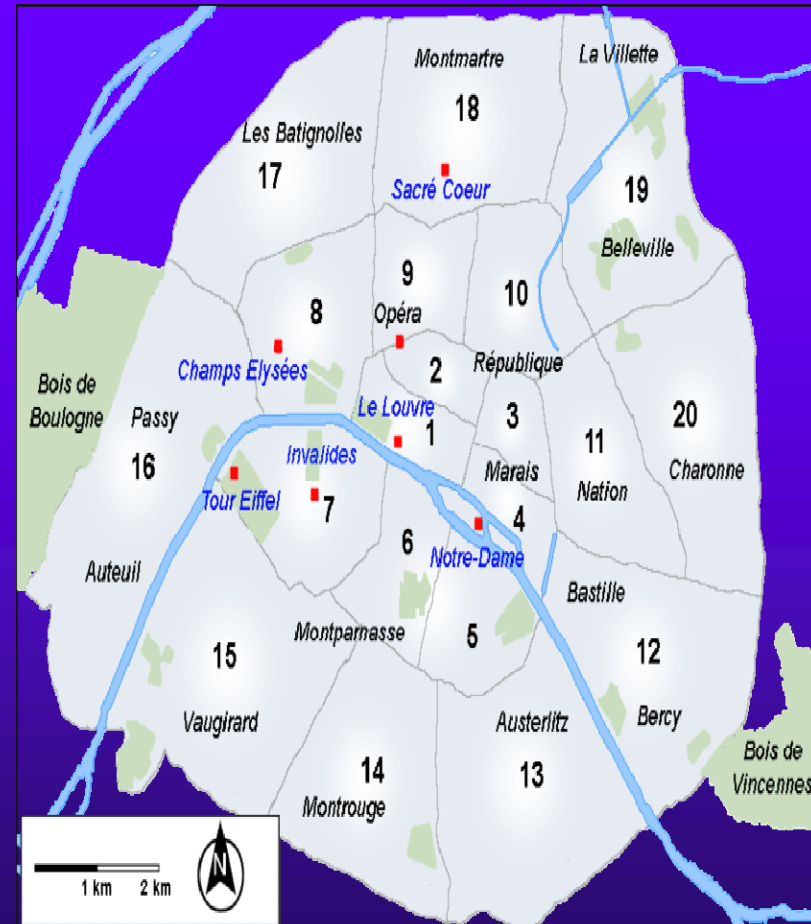 La Villette
Montmartre
18
Les Batignolles
17
Sacré Coeur
19
Belleville
9
10
8
Opéra
République
Champs Elysées
2
Bois de
Boulogne
Passy
Le Louvre
1
3
20
11
Charonne
16
Invalides
Marais
Nation
Tour Eiffel
7
4
6
Notre-Dame
Auteuil
Bastille
Montparnasse
5
15
12
Vaugirard
Austerlitz
Bercy
Bois de
Vincennes
14
13
Montrouge
N
1 km 2 km